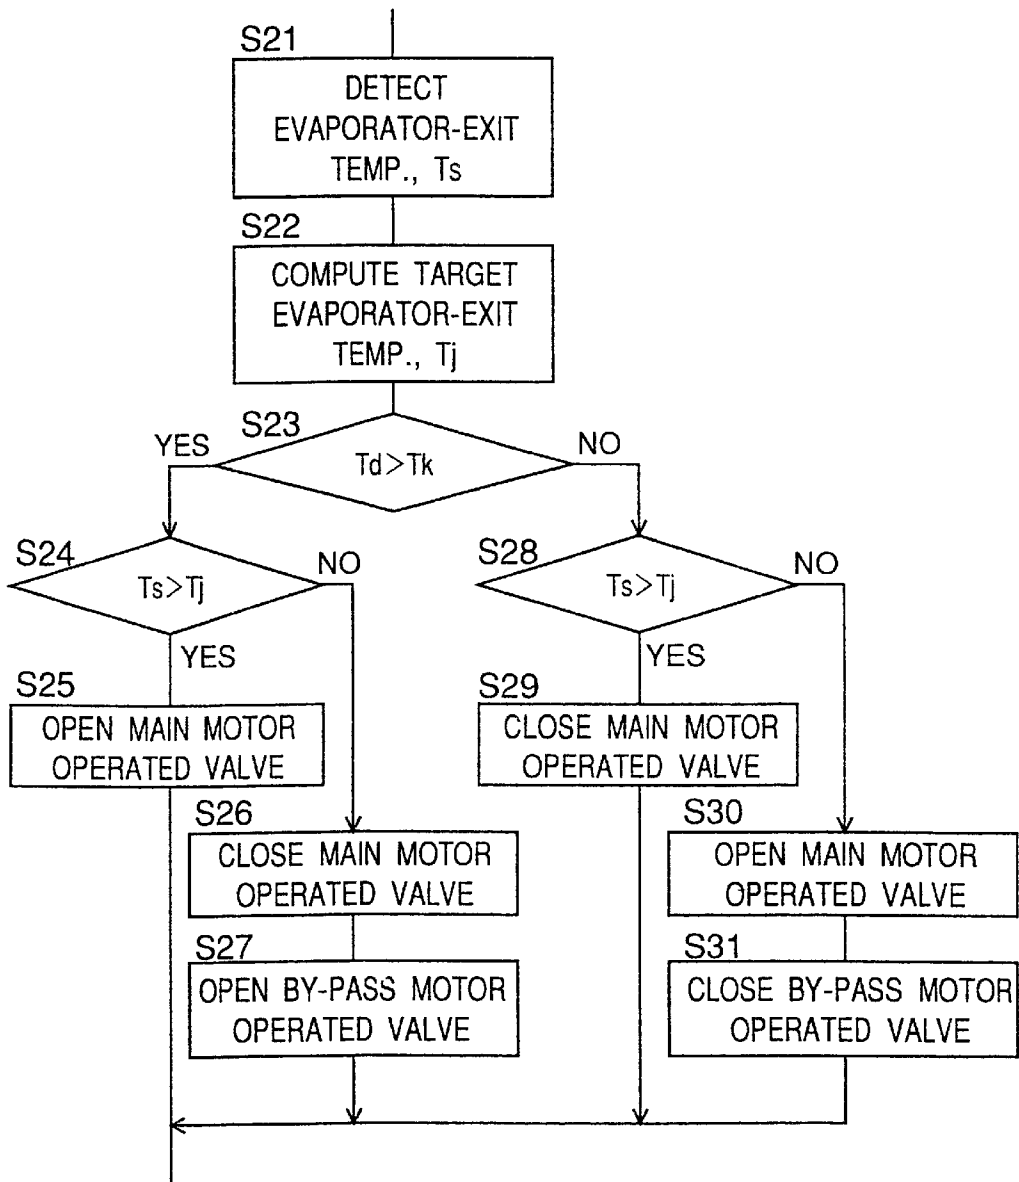 S21
DETECT
EVAPORATOR-EXIT
TEMP., Ts
S22
COMPUTE TARGET
EVAPORATOR-EXIT
TEMP., Tj
S23
YES
NO
Td>Tk
S24
NO
Ts>Tj
YES
S28
NO
Ts>Tj
YES
S25
OPEN MAIN MOTOR
OPERATED VALVE
S29
CLOSE MAIN MOTOR
OPERATED VALVE
S26
CLOSE MAIN MOTOR
OPERATED VALVE
S30
OPEN MAIN MOTOR
OPERATED VALVE
S27
OPEN BY-PASS MOTOR
OPERATED VALVE
S31
CLOSE BY-PASS MOTOR
OPERATED VALVE